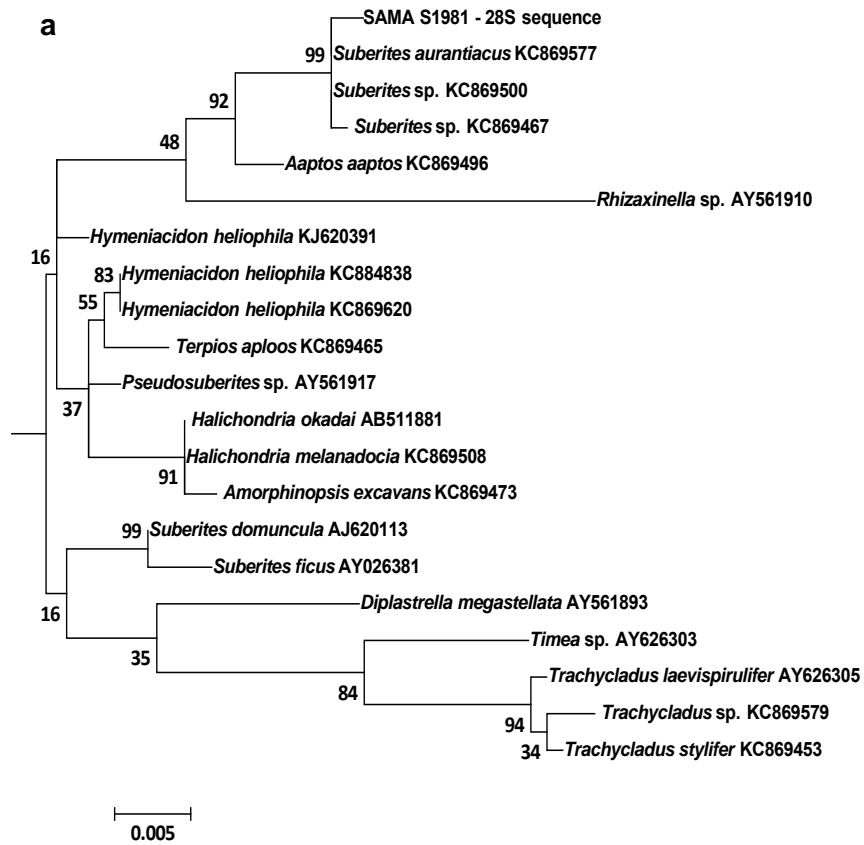 a
SAMA S1981 - 28S sequence
99 Suberites aurantiacus KC869577
Suberites sp. KC869500
92
Suberites sp. KC869467
48
Aaptos aaptos KC869496
Rhizaxinella sp. AY561910
Hymeniacidon heliophila KJ620391
16
83 Hymeniacidon heliophila KC884838
55
Hymeniacidon heliophila KC869620
Terpios aploos KC869465
Pseudosuberites sp. AY561917
37
Halichondria okadai AB511881
Halichondria melanadocia KC869508
91
Amorphinopsis excavans KC869473
99 Suberites domuncula AJ620113
Suberites ficus AY026381
16
Diplastrella megastellata AY561893
35
Timea sp. AY626303
84
Trachycladus laevispirulifer AY626305
94
Trachycladus sp. KC869579
34 Trachycladus stylifer KC869453
0.005